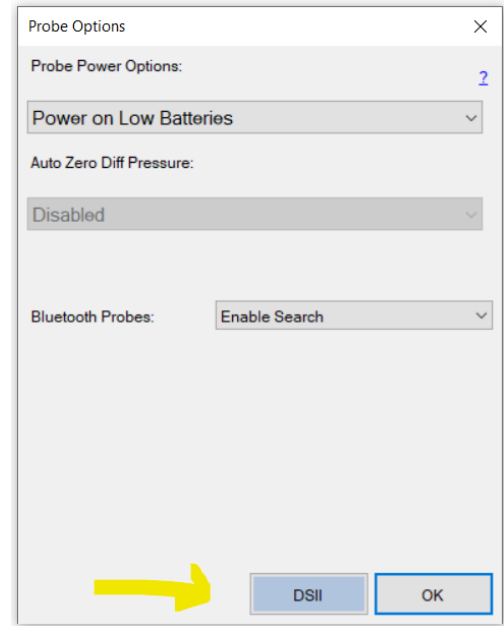 Probe Options
Probe Power Options:
?
Power on Low Batteries
Auto Zero Diff Pressure:
Disabled
Bluetooth Probes: Enable Search
DSII OK